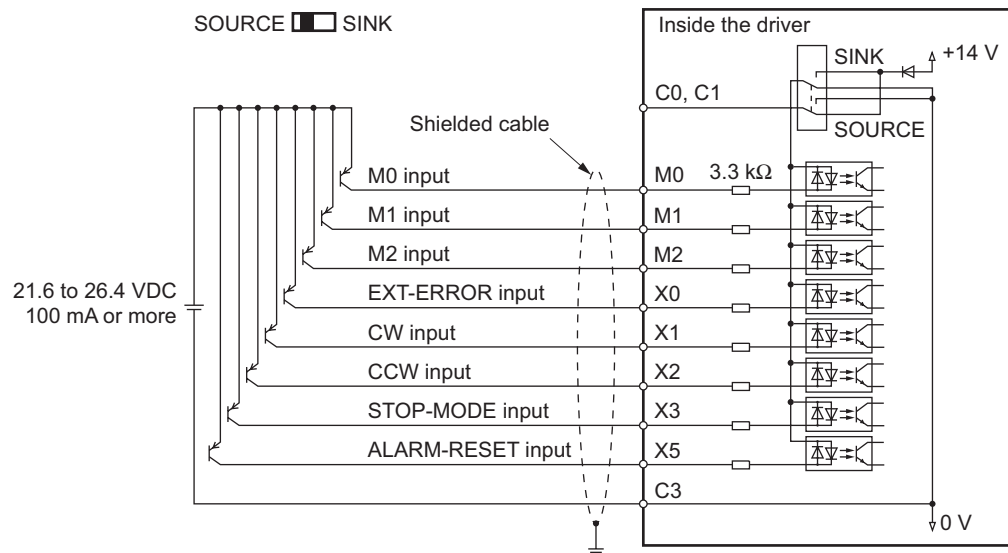 SOURCE SINK
Inside the driver
SINK
+14 V
C0, C1
SOURCE
Shielded cable
M0 input
M0
3.3 kΩ
M1 input
M1
M2 input
M2
21.6 to 26.4 VDC
100 mA or more
EXT-ERROR input
X0
CW input
X1
CCW input
X2
STOP-MODE input
X3
ALARM-RESET input
X5
C3
0 V